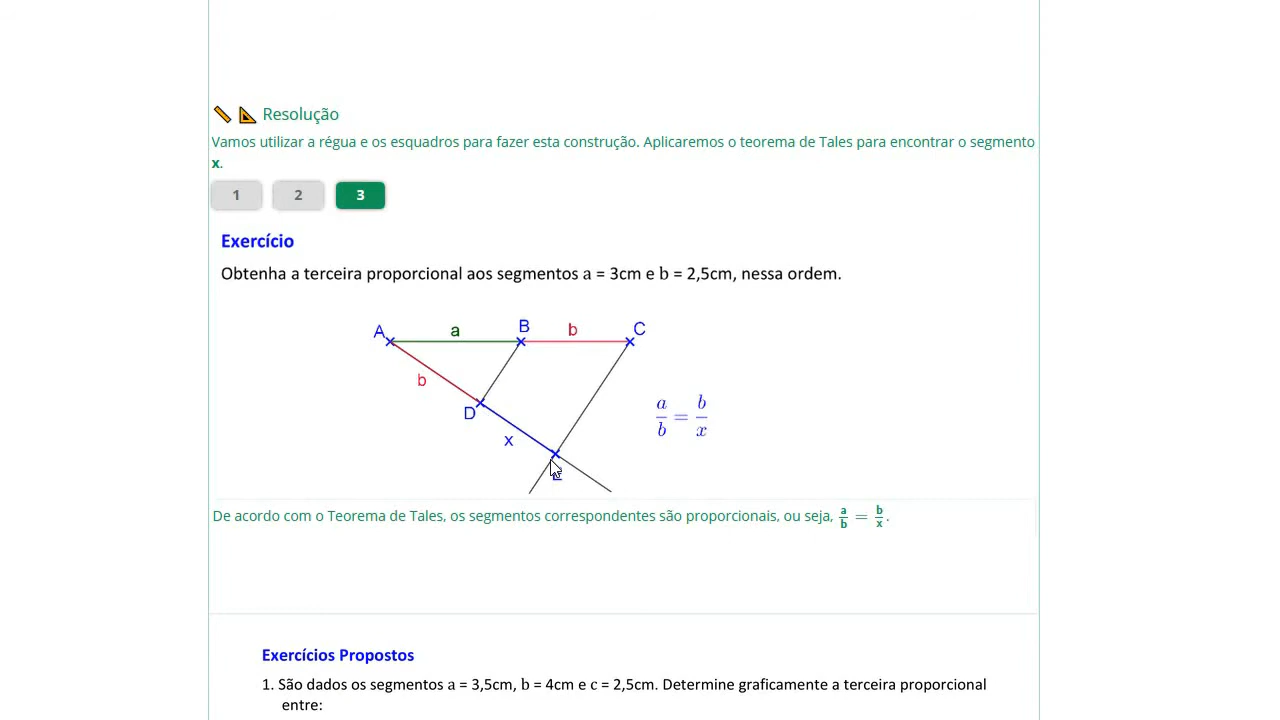 Resolução
Vamos utilizar a régua e os esquadros para fazer esta construção. Aplicaremos o teorema de Tales para encontrar o segmento
x.
1 2 3
Exercício
Obtenha a terceira proporcional aos segmentos a = 3cm e b = 2,5cm, nessa ordem.
A a B b C
b
D
x
a/b = b/x
De acordo com o Teorema de Tales, os segmentos correspondentes são proporcionais, ou seja, a/b = b/x.
Exercícios Propostos
1. São dados os segmentos a = 3,5cm, b = 4cm e c = 2,5cm. Determine graficamente a terceira proporcional
entre: